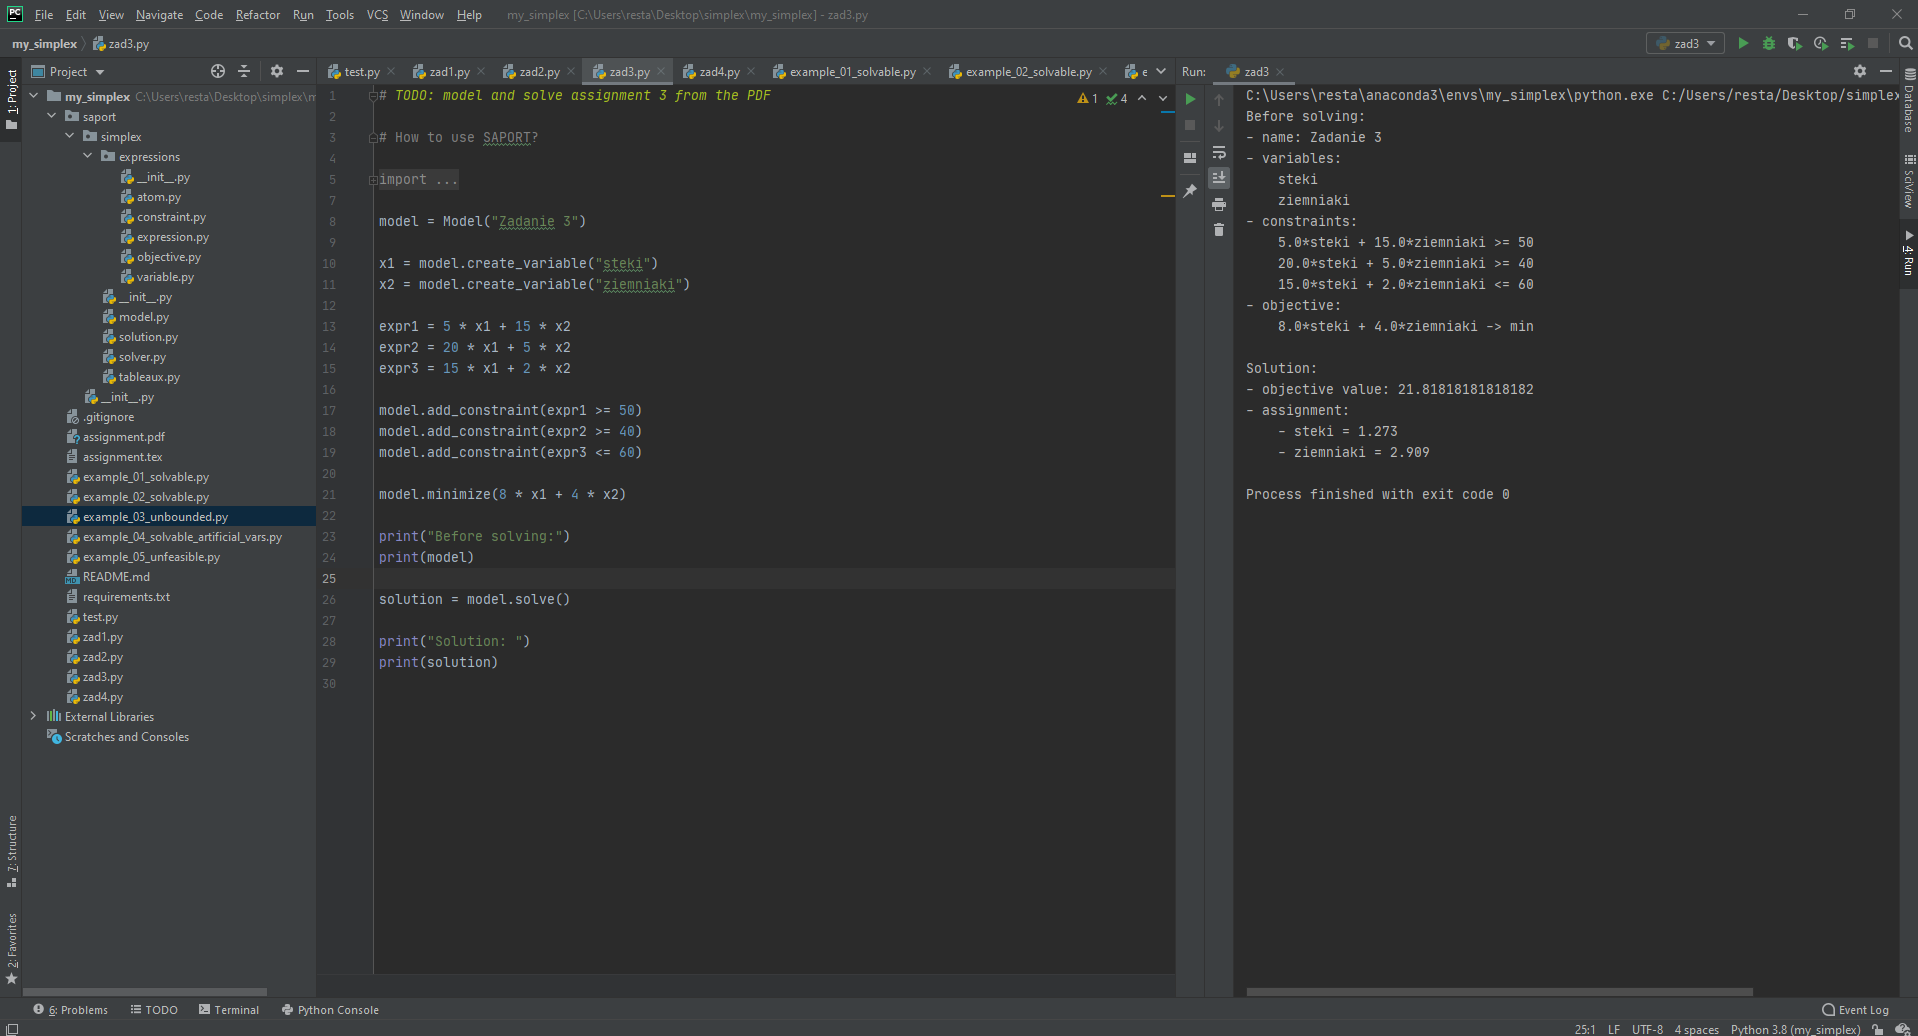 File Edit View Navigate Code Refactor Run Tools VCS Window Help my_simplex [C:\Users\resta\Desktop\simplex\my_simplex] - zad3.py
my_simplex zad3.py
zad3
Project
test.py zad1.py zad2.py zad3.py zad4.py example_01_solvable.py example_02_solvable.py e
Run: zad3
1: Project
7: Structure
2: Favorites
my_simplex C:\Users\resta\Desktop\simplex\m
saport
simplex
expressions
__init__.py
atom.py
constraint.py
expression.py
objective.py
variable.py
__init__.py
model.py
solution.py
solver.py
tableaux.py
__init__.py
.gitignore
assignment.pdf
assignment.tex
example_01_solvable.py
example_02_solvable.py
example_03_unbounded.py
example_04_solvable_artificial_vars.py
example_05_unfeasible.py
README.md
requirements.txt
test.py
zad1.py
zad2.py
zad3.py
zad4.py
External Libraries
Scratches and Consoles
1 # TODO: model and solve assignment 3 from the PDF
2
3 # How to use SAPORT?
4
5 import ...
7
8 model = Model("Zadanie 3")
9
10 x1 = model.create_variable("steki")
11 x2 = model.create_variable("ziemniaki")
12
13 expr1 = 5 * x1 + 15 * x2
14 expr2 = 20 * x1 + 5 * x2
15 expr3 = 15 * x1 + 2 * x2
16
17 model.add_constraint(expr1 >= 50)
18 model.add_constraint(expr2 >= 40)
19 model.add_constraint(expr3 <= 60)
20
21 model.minimize(8 * x1 + 4 * x2)
22
23 print("Before solving:")
24 print(model)
25
26 solution = model.solve()
27
28 print("Solution: ")
29 print(solution)
30
1 4
C:\Users\resta\anaconda3\envs\my_simplex\python.exe C:/Users/resta/Desktop/simplex
Before solving:
- name: Zadanie 3
- variables:
steki
ziemniaki
- constraints:
5.0*steki + 15.0*ziemniaki >= 50
20.0*steki + 5.0*ziemniaki >= 40
15.0*steki + 2.0*ziemniaki <= 60
- objective:
8.0*steki + 4.0*ziemniaki -> min
Solution:
- objective value: 21.81818181818182
- assignment:
- steki = 1.273
- ziemniaki = 2.909
Process finished with exit code 0
Database
SciView
4: Run
6: Problems TODO Terminal Python Console Event Log
25:1 LF UTF-8 4 spaces Python 3.8 (my_simplex)